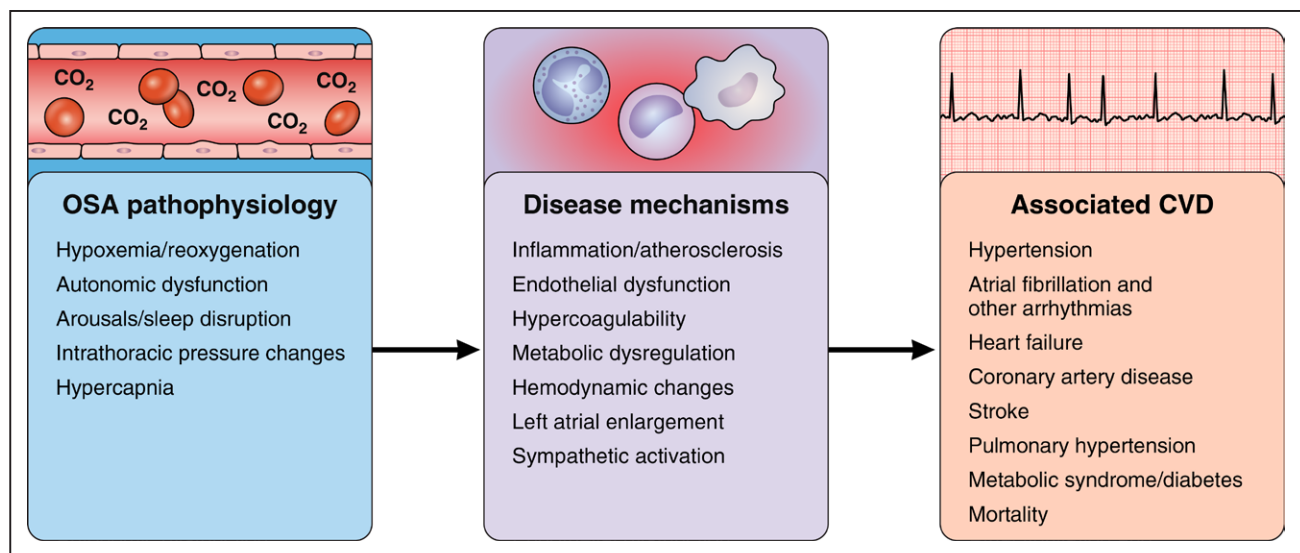 CO2
CO2
CO2
CO2
CO2
OSA pathophysiology
Hypoxemia/reoxygenation
Autonomic dysfunction
Arousals/sleep disruption
Intrathoracic pressure changes
Hypercapnia
Disease mechanisms
Inflammation/atherosclerosis
Endothelial dysfunction
Hypercoagulability
Metabolic dysregulation
Hemodynamic changes
Left atrial enlargement
Sympathetic activation
Associated CVD
Hypertension
Atrial fibrillation and
other arrhythmias
Heart failure
Coronary artery disease
Stroke
Pulmonary hypertension
Metabolic syndrome/diabetes
Mortality